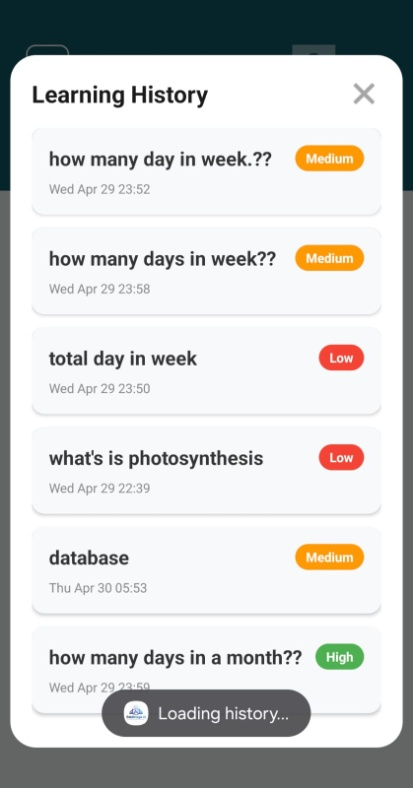 Learning History
how many day in week.??
Medium
Wed Apr 29 23:52
how many days in week??
Medium
Wed Apr 29 23:58
total day in week
Low
Wed Apr 29 23:50
what's is photosynthesis
Low
Wed Apr 29 22:39
database
Medium
Thu Apr 30 05:53
how many days in a month??
High
Wed Apr 29 23:59
Loading history...